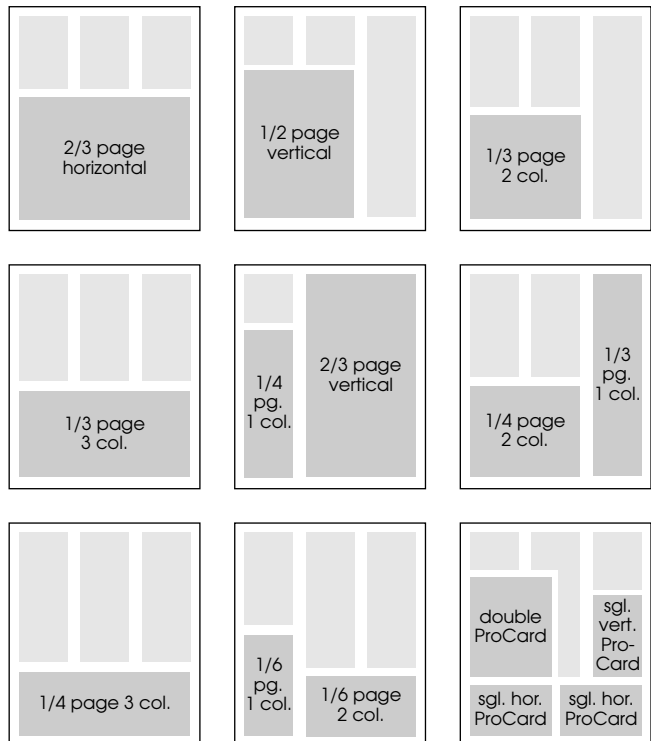 2/3 page
horizontal
1/2 page
vertical
1/3 page
2 col.
1/3 page
3 col.
1/4
pg.
1 col.
2/3 page
vertical
1/4 page
2 col.
1/3
pg.
1 col.
1/4 page 3 col.
1/6
pg.
1 col.
1/6 page
2 col.
double
ProCard
sgl.
vert.
Pro-
Card
sgl. hor.
ProCard
sgl. hor.
ProCard